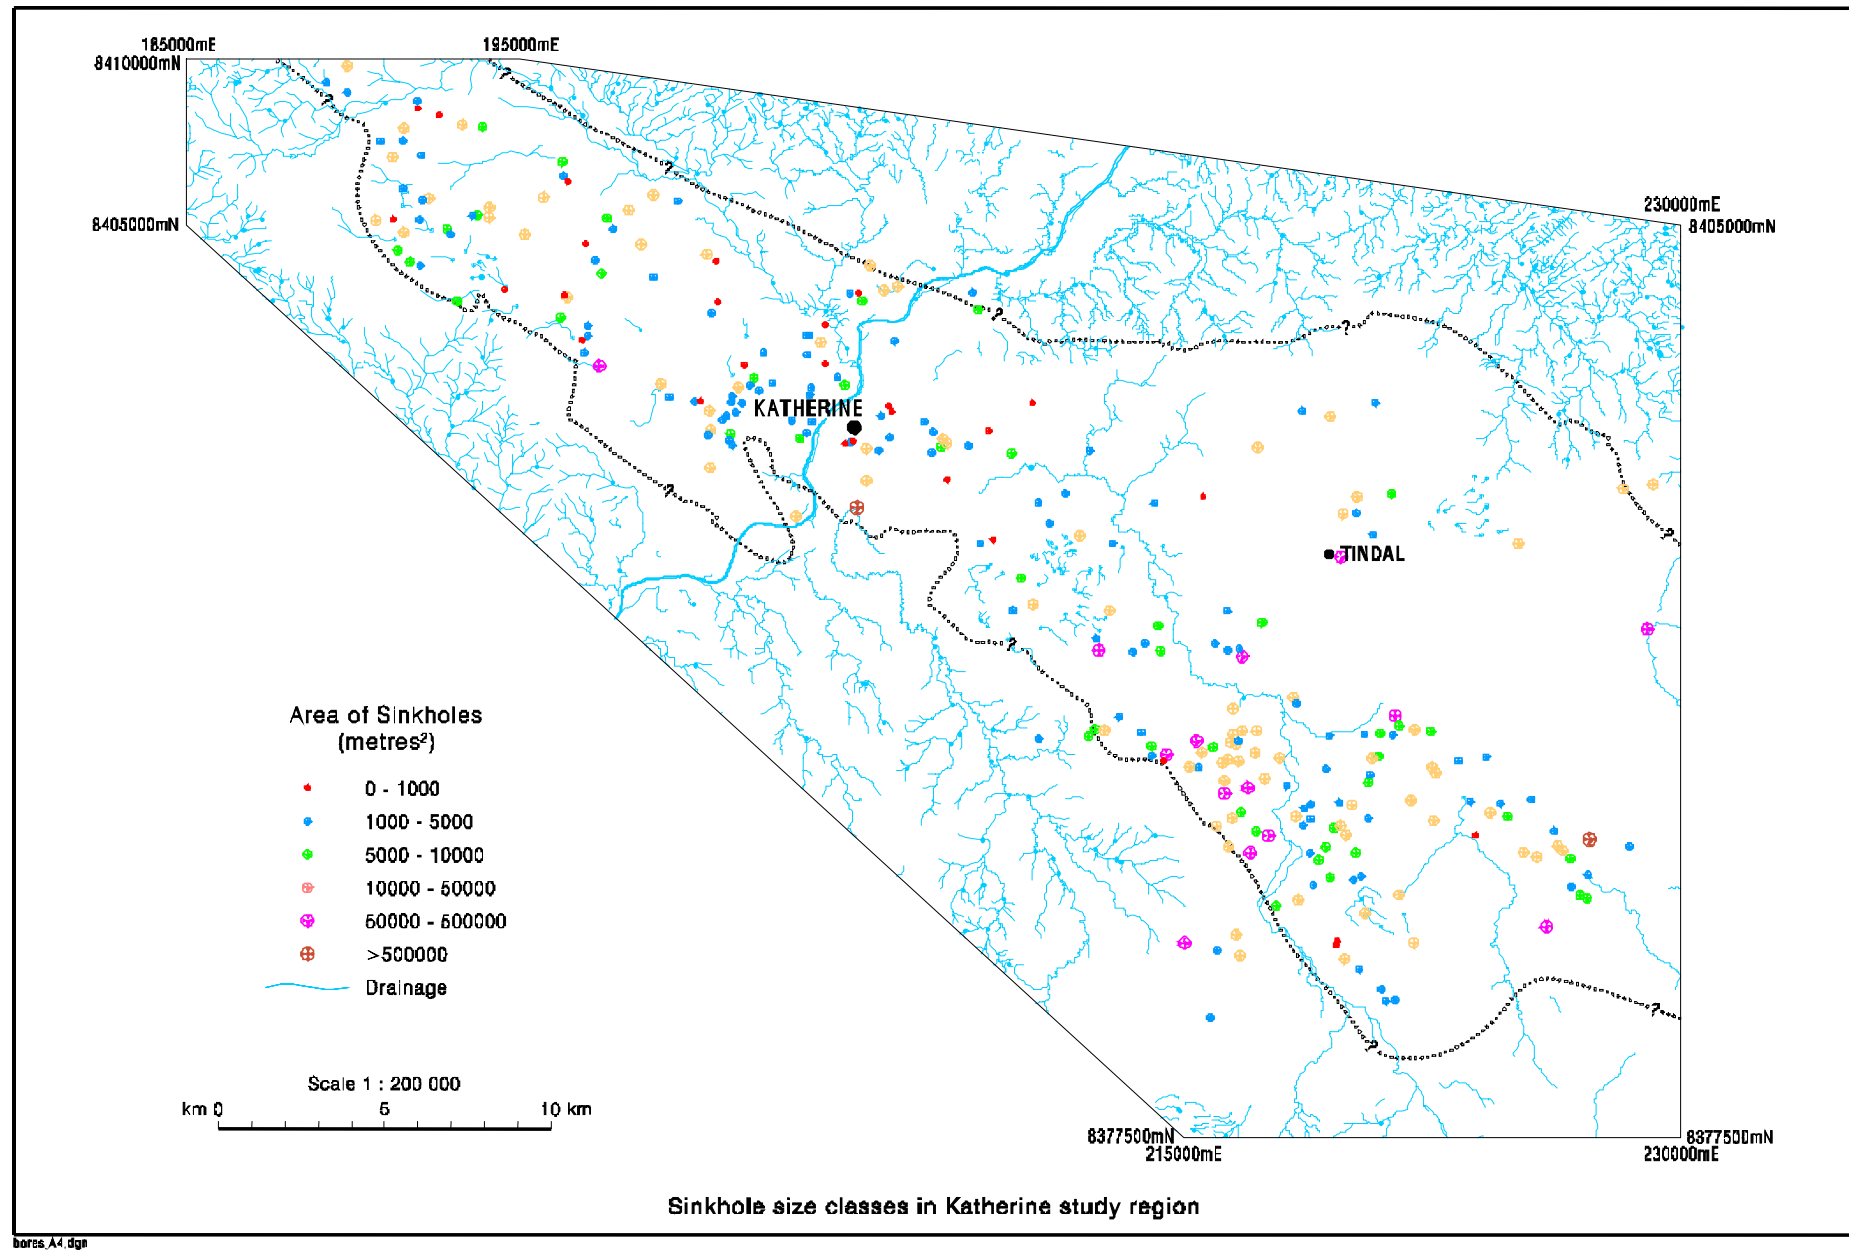 185000mE
195000mE
8410000mN
230000mE
8405000mN
8405000mN
?
?
?
?
?
?
KATHERINE
?
?
TINDAL
?
Area of Sinkholes
(metres²)
0 - 1000
1000 - 5000
5000 - 10000
10000 - 50000
50000 - 500000
>500000
Drainage
?
?
Scale 1 : 200 000
km 0 5 10 km
8377500mN
8377500mN
215000mE
230000mE
Sinkhole size classes in Katherine study region
bores_A4.dgn